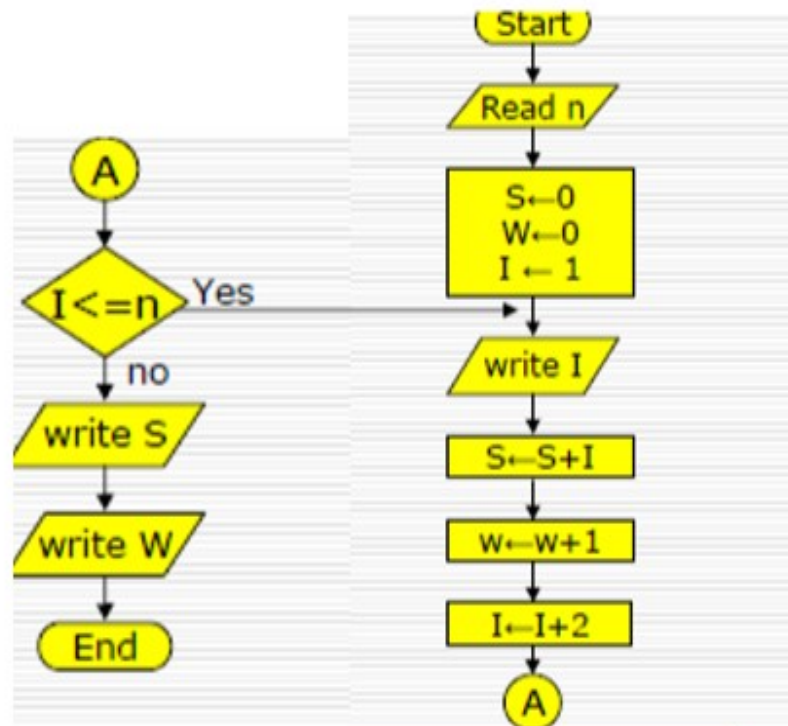 Start
Read n
S←0
W←0
I ← 1
write I
S←S+I
w←w+1
I←I+2
A
A
I<=n
Yes
no
write S
write W
End